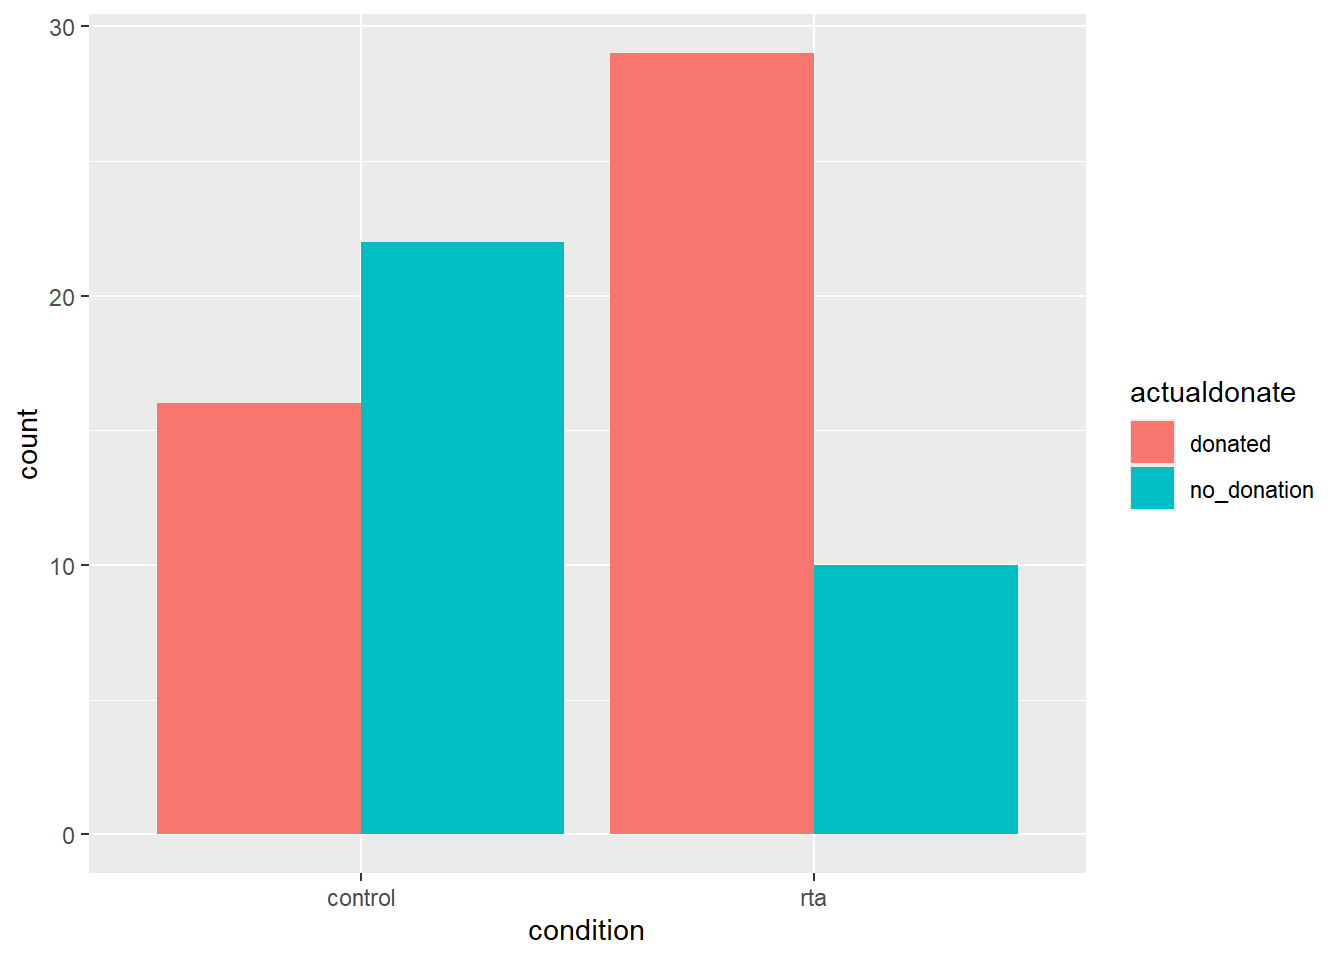 30
20
10
0
count
control
rta
condition
actualdonate
donated
no_donation